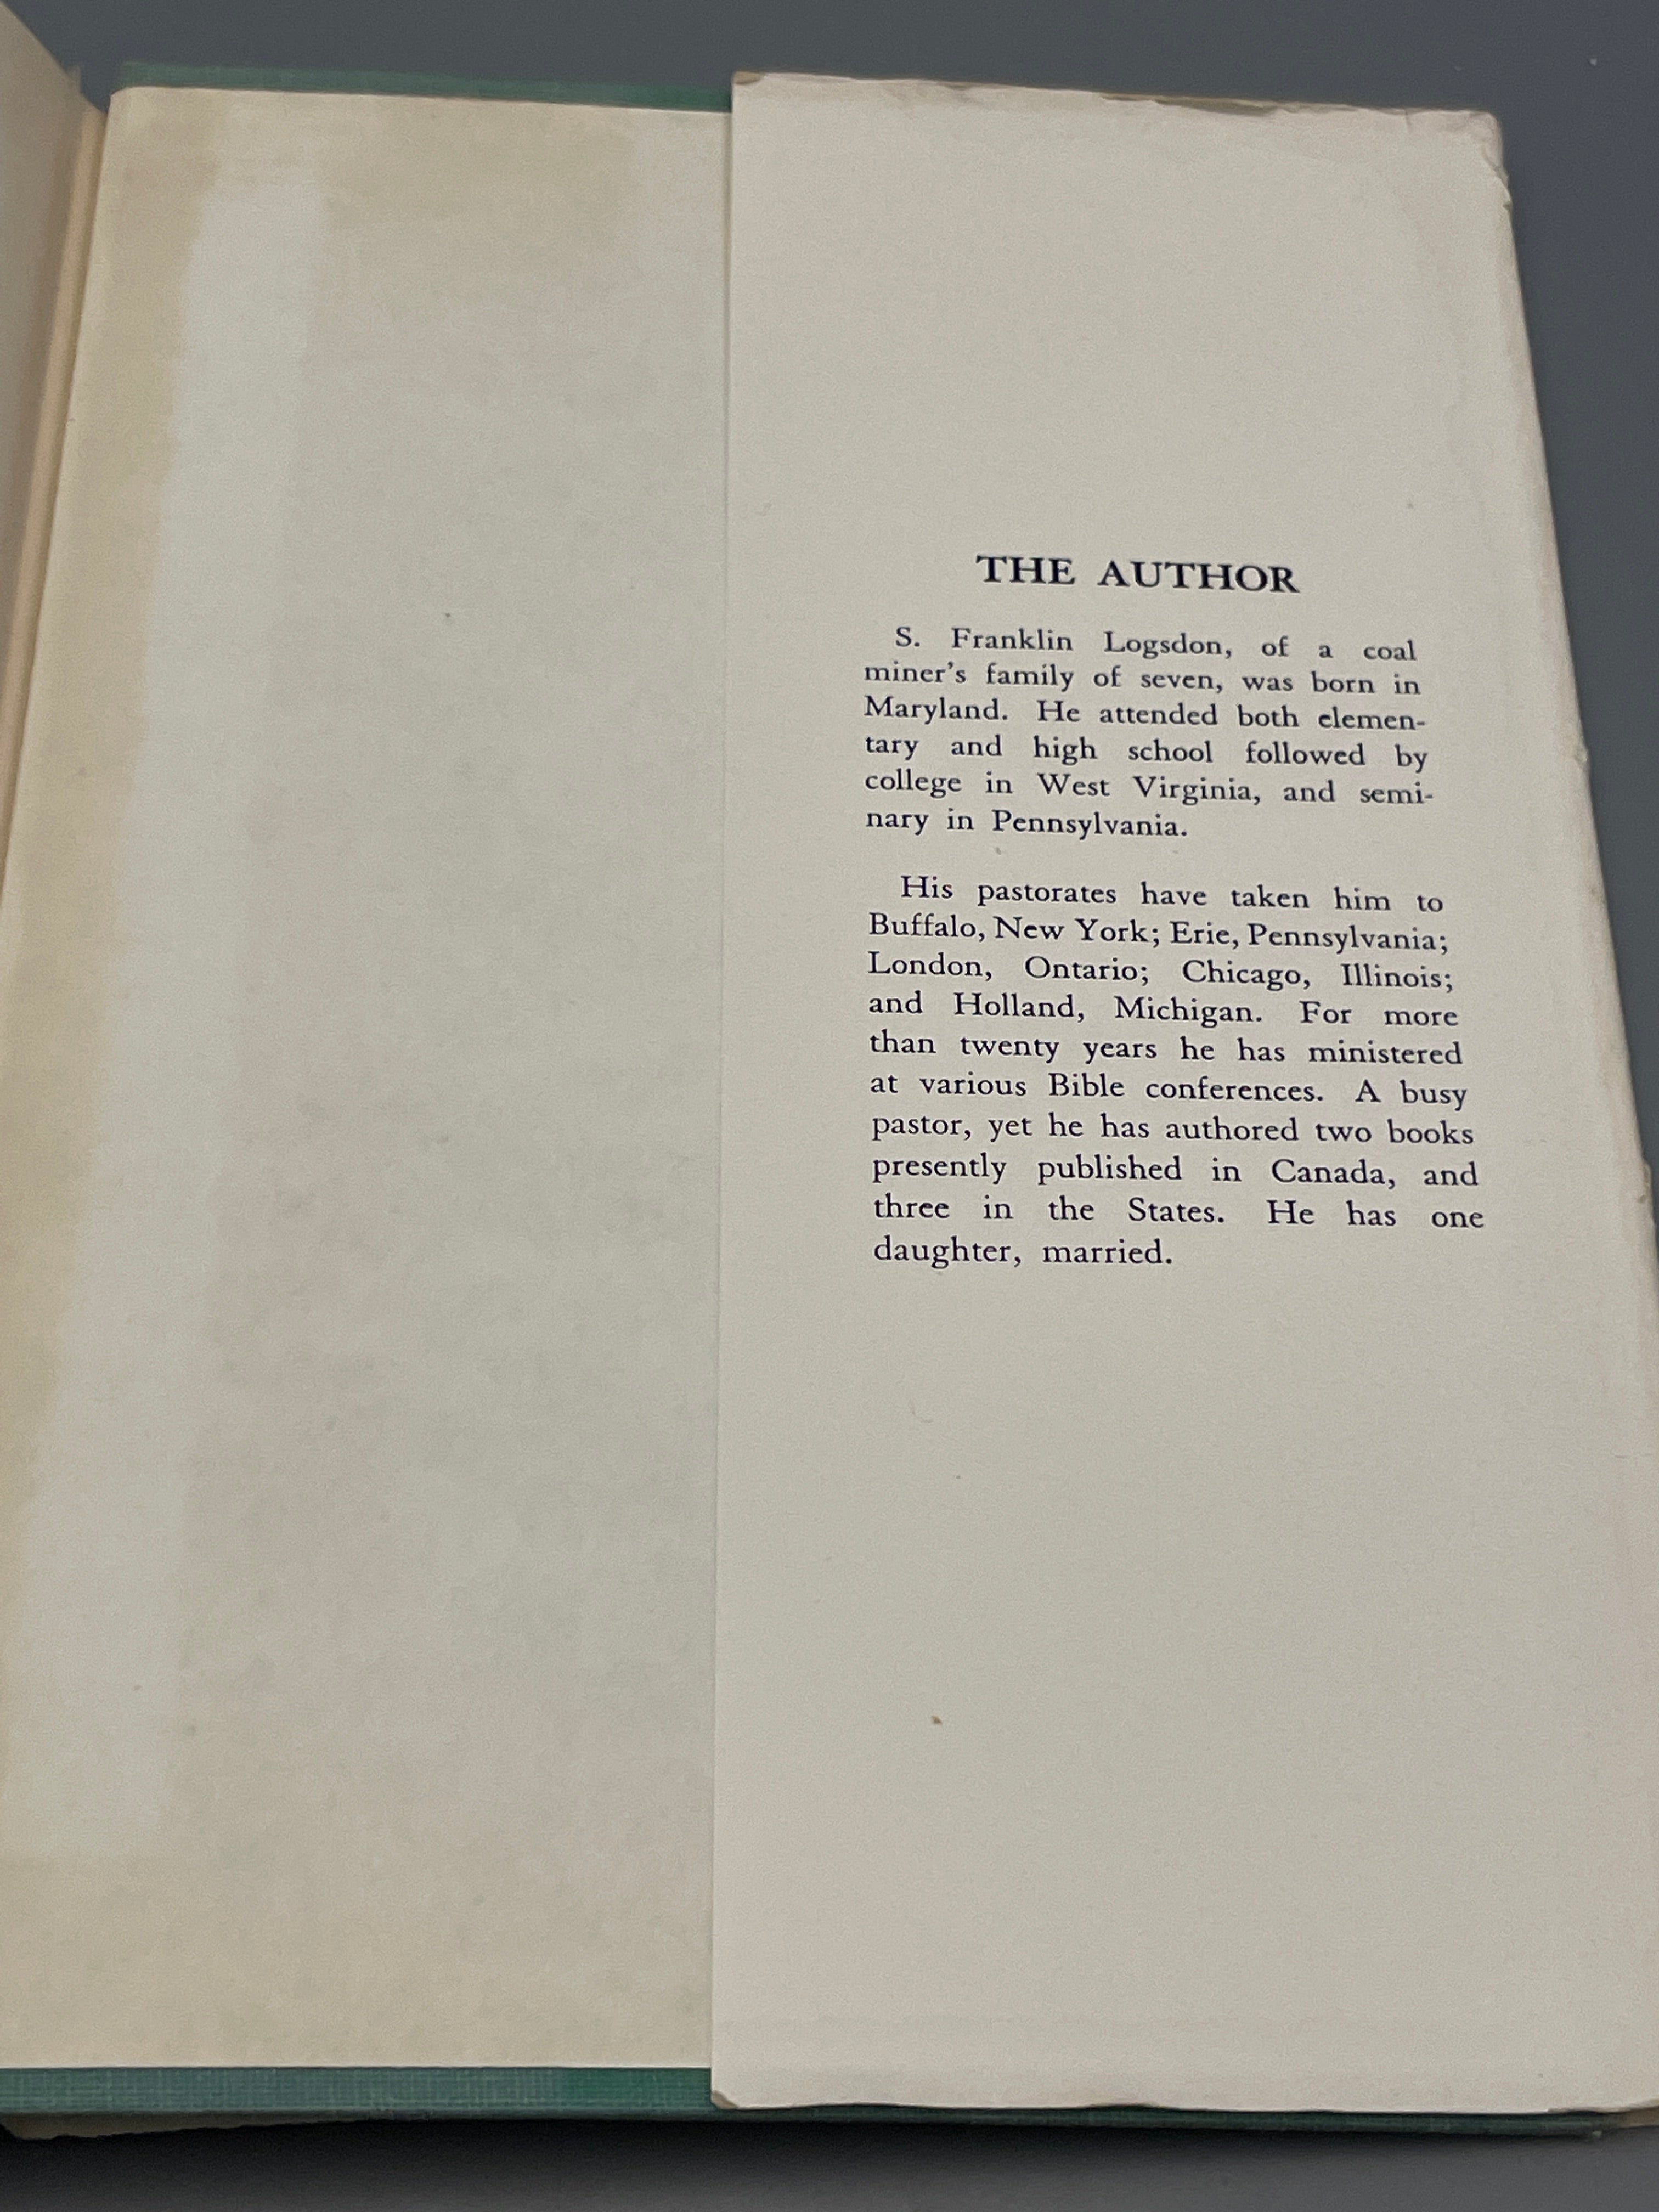 THE AUTHOR
S. Franklin Logsdon, of a coal
miner's family of seven, was born in
Maryland. He attended both elemen-
tary and high school followed by
college in West Virginia, and semi-
nary in Pennsylvania.
His pastorates have taken him to
Buffalo, New York; Erie, Pennsylvania;
London, Ontario; Chicago, Illinois;
and Holland, Michigan. For more
than twenty years he has ministered
at various Bible conferences. A busy
pastor, yet he has authored two books
presently published in Canada, and
three in the States. He has one
daughter, married.